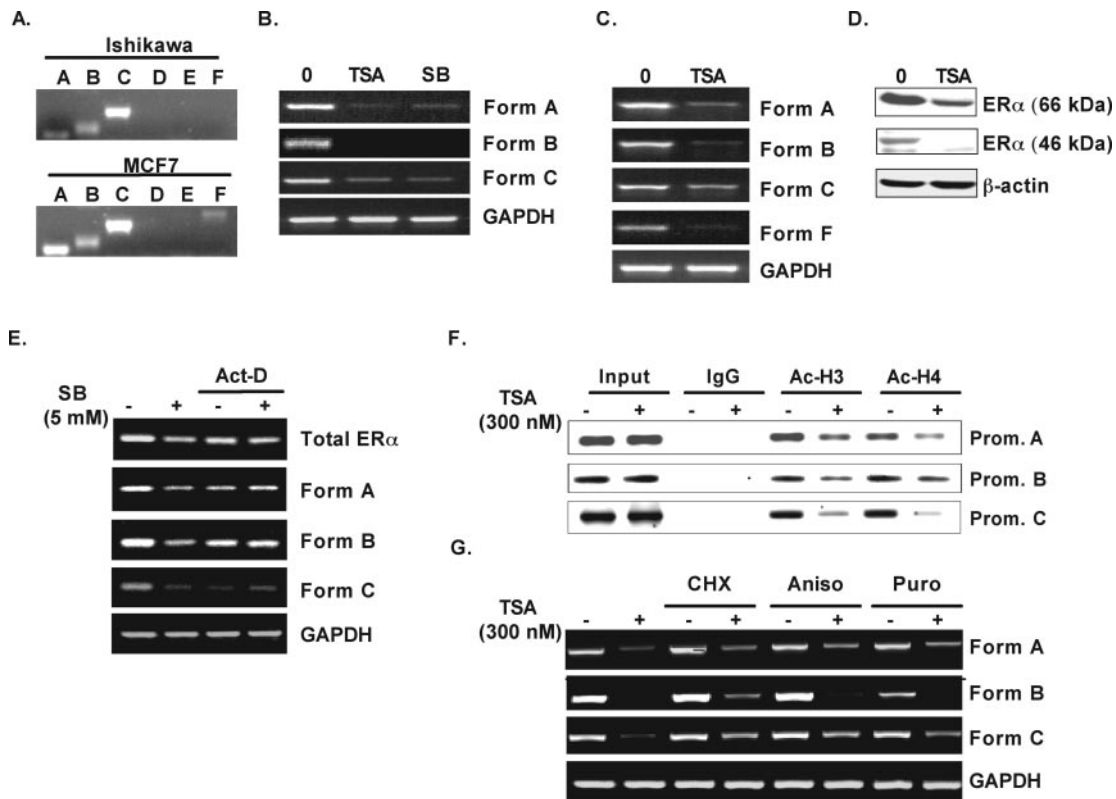 A.
Ishikawa
A B C D E F
MCF7
A B C D E F
B.
0 TSA SB
Form A
Form B
Form C
GAPDH
C.
0 TSA
Form A
Form B
Form C
Form F
GAPDH
D.
0 TSA
ERα (66 kDa)
ERα (46 kDa)
β-actin
E.
Act-D
SB
(5 mM)
- + - +
Total ERα
Form A
Form B
Form C
GAPDH
F.
Input IgG Ac-H3 Ac-H4
TSA
(300 nM)
- + - + - + - +
Prom. A
Prom. B
Prom. C
G.
CHX Aniso Puro
TSA
(300 nM)
- + - + - + - +
Form A
Form B
Form C
GAPDH